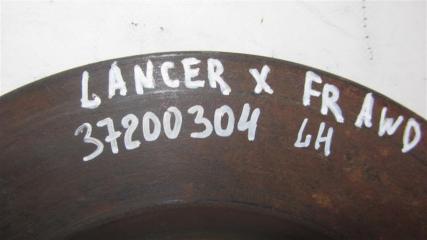 LANCER X FR AWD
37200304 LH